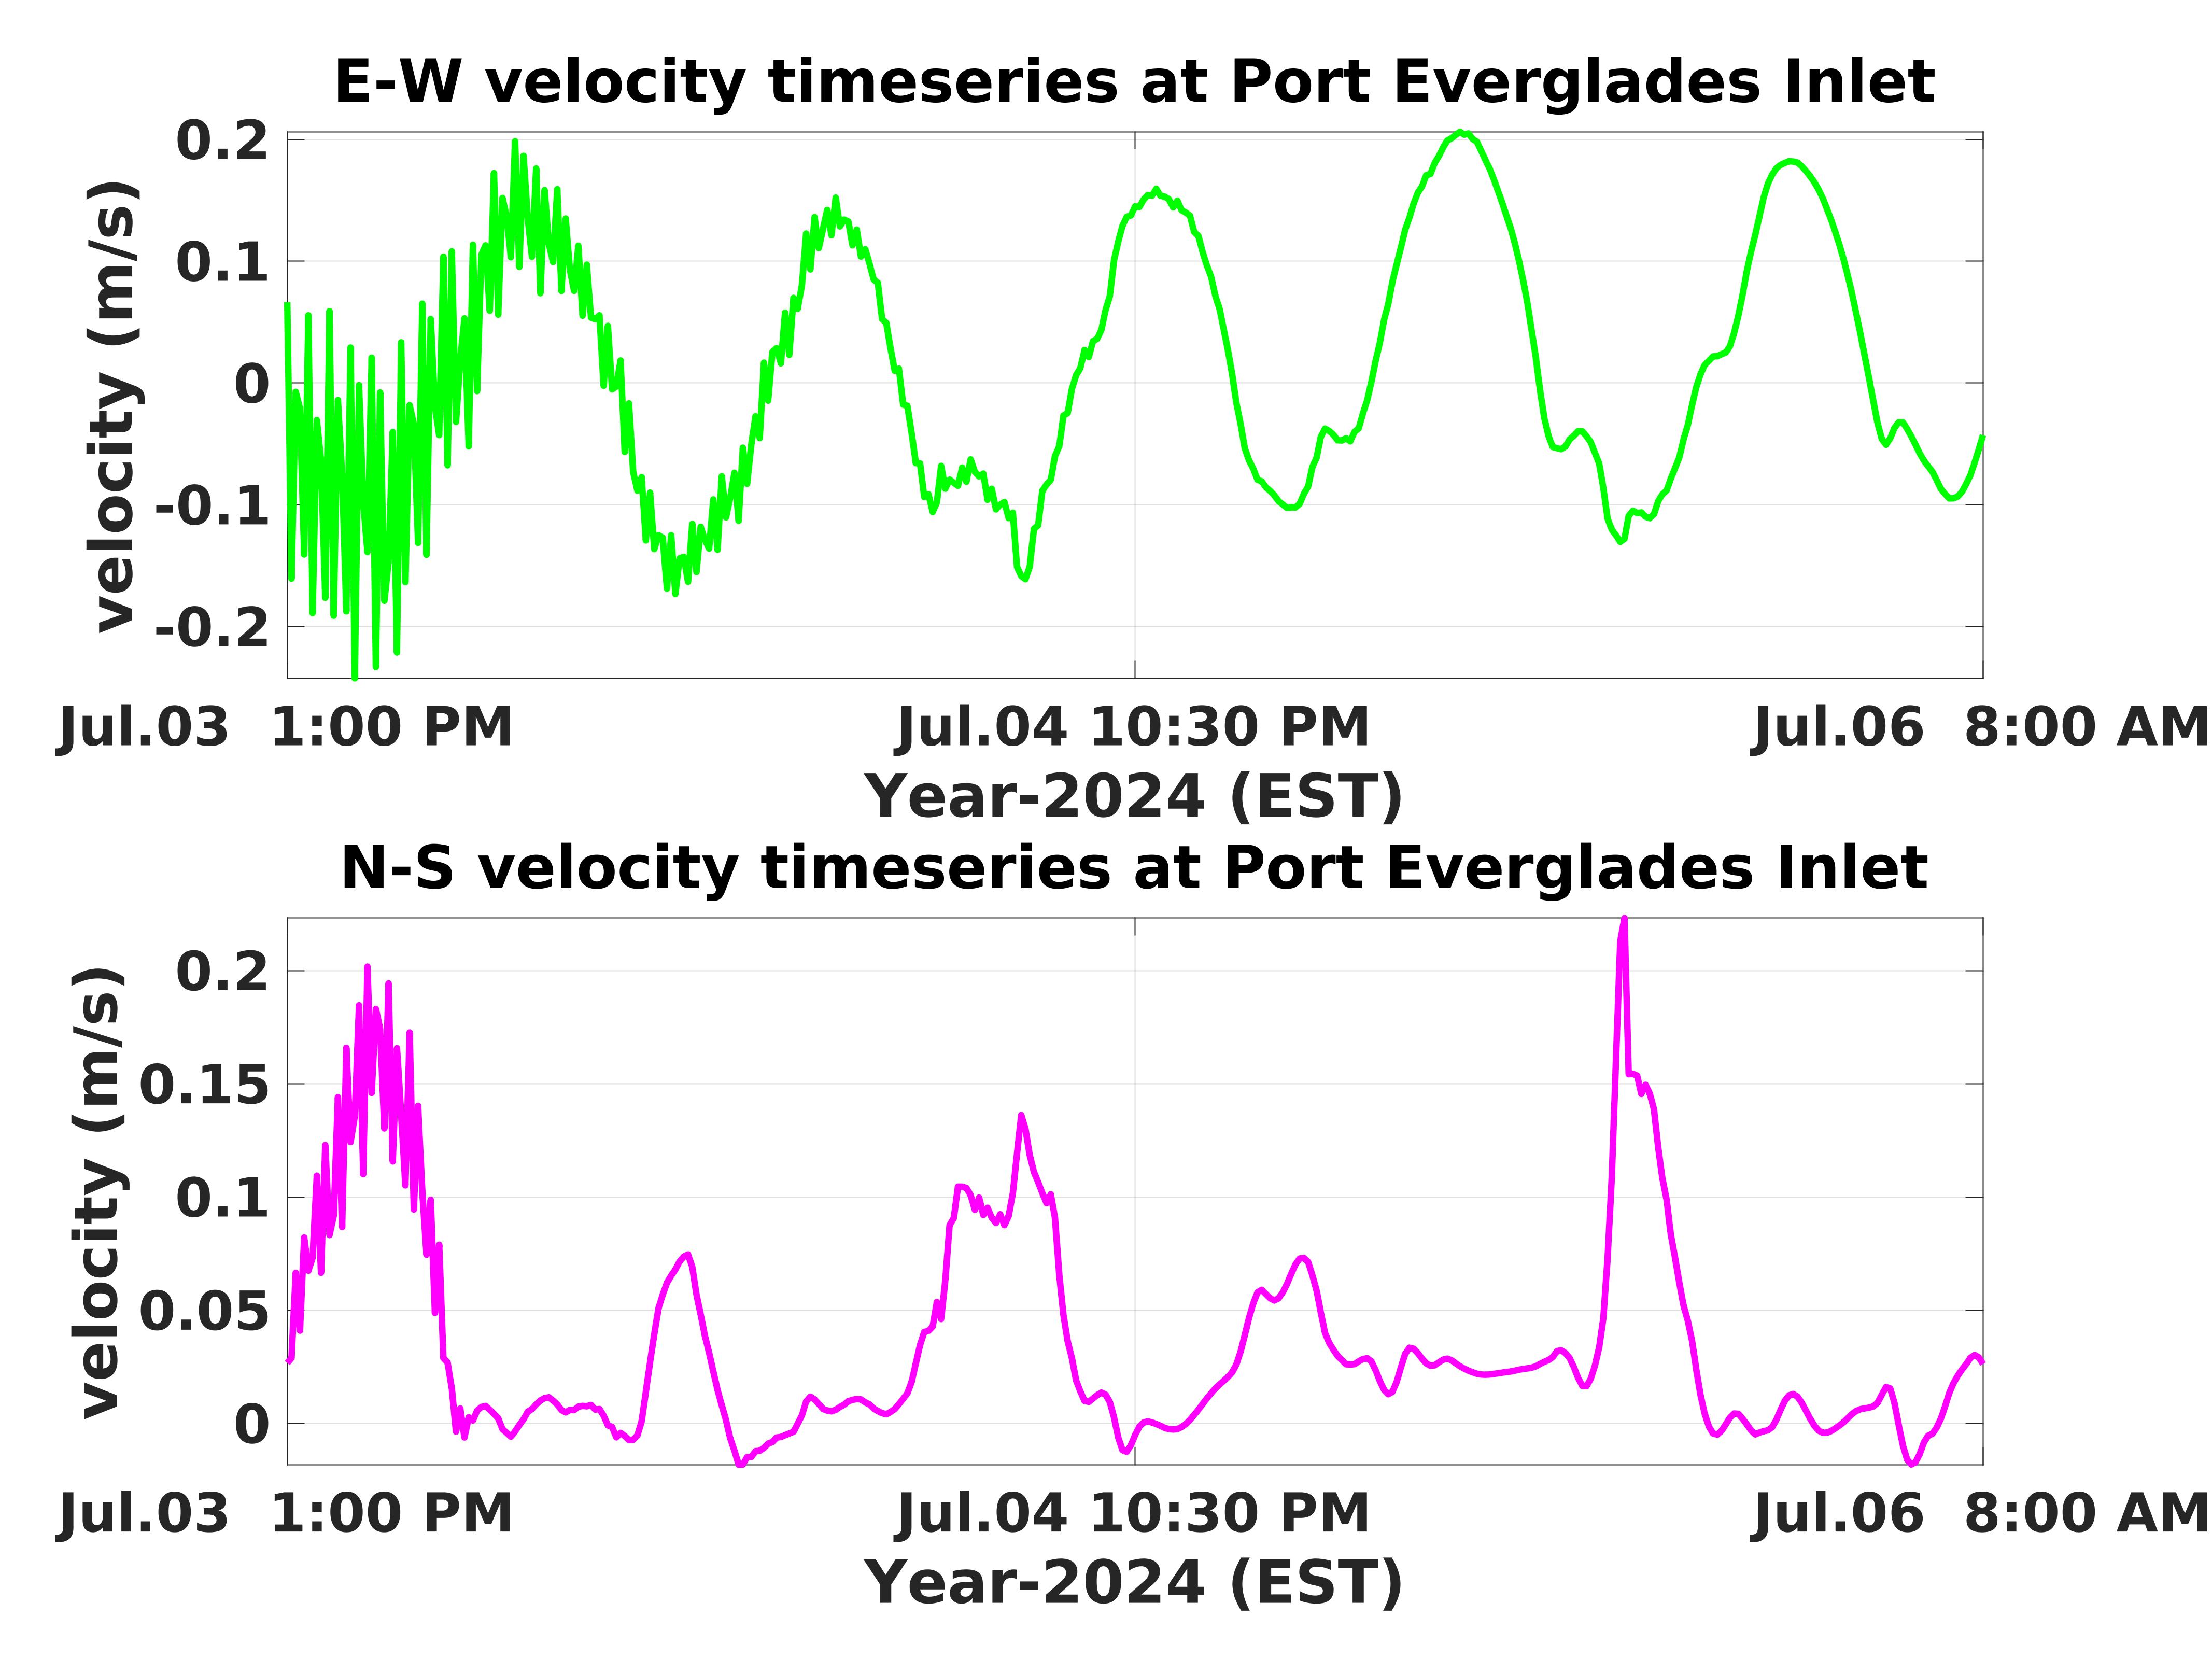 E-W velocity timeseries at Port Everglades Inlet
velocity (m/s)
0.2
0.1
0
-0.1
-0.2
Jul.03  1:00 PM
Jul.04 10:30 PM
Jul.06  8:00 AM
Year-2024 (EST)
N-S velocity timeseries at Port Everglades Inlet
velocity (m/s)
0.2
0.15
0.1
0.05
0
Jul.03  1:00 PM
Jul.04 10:30 PM
Jul.06  8:00 AM
Year-2024 (EST)